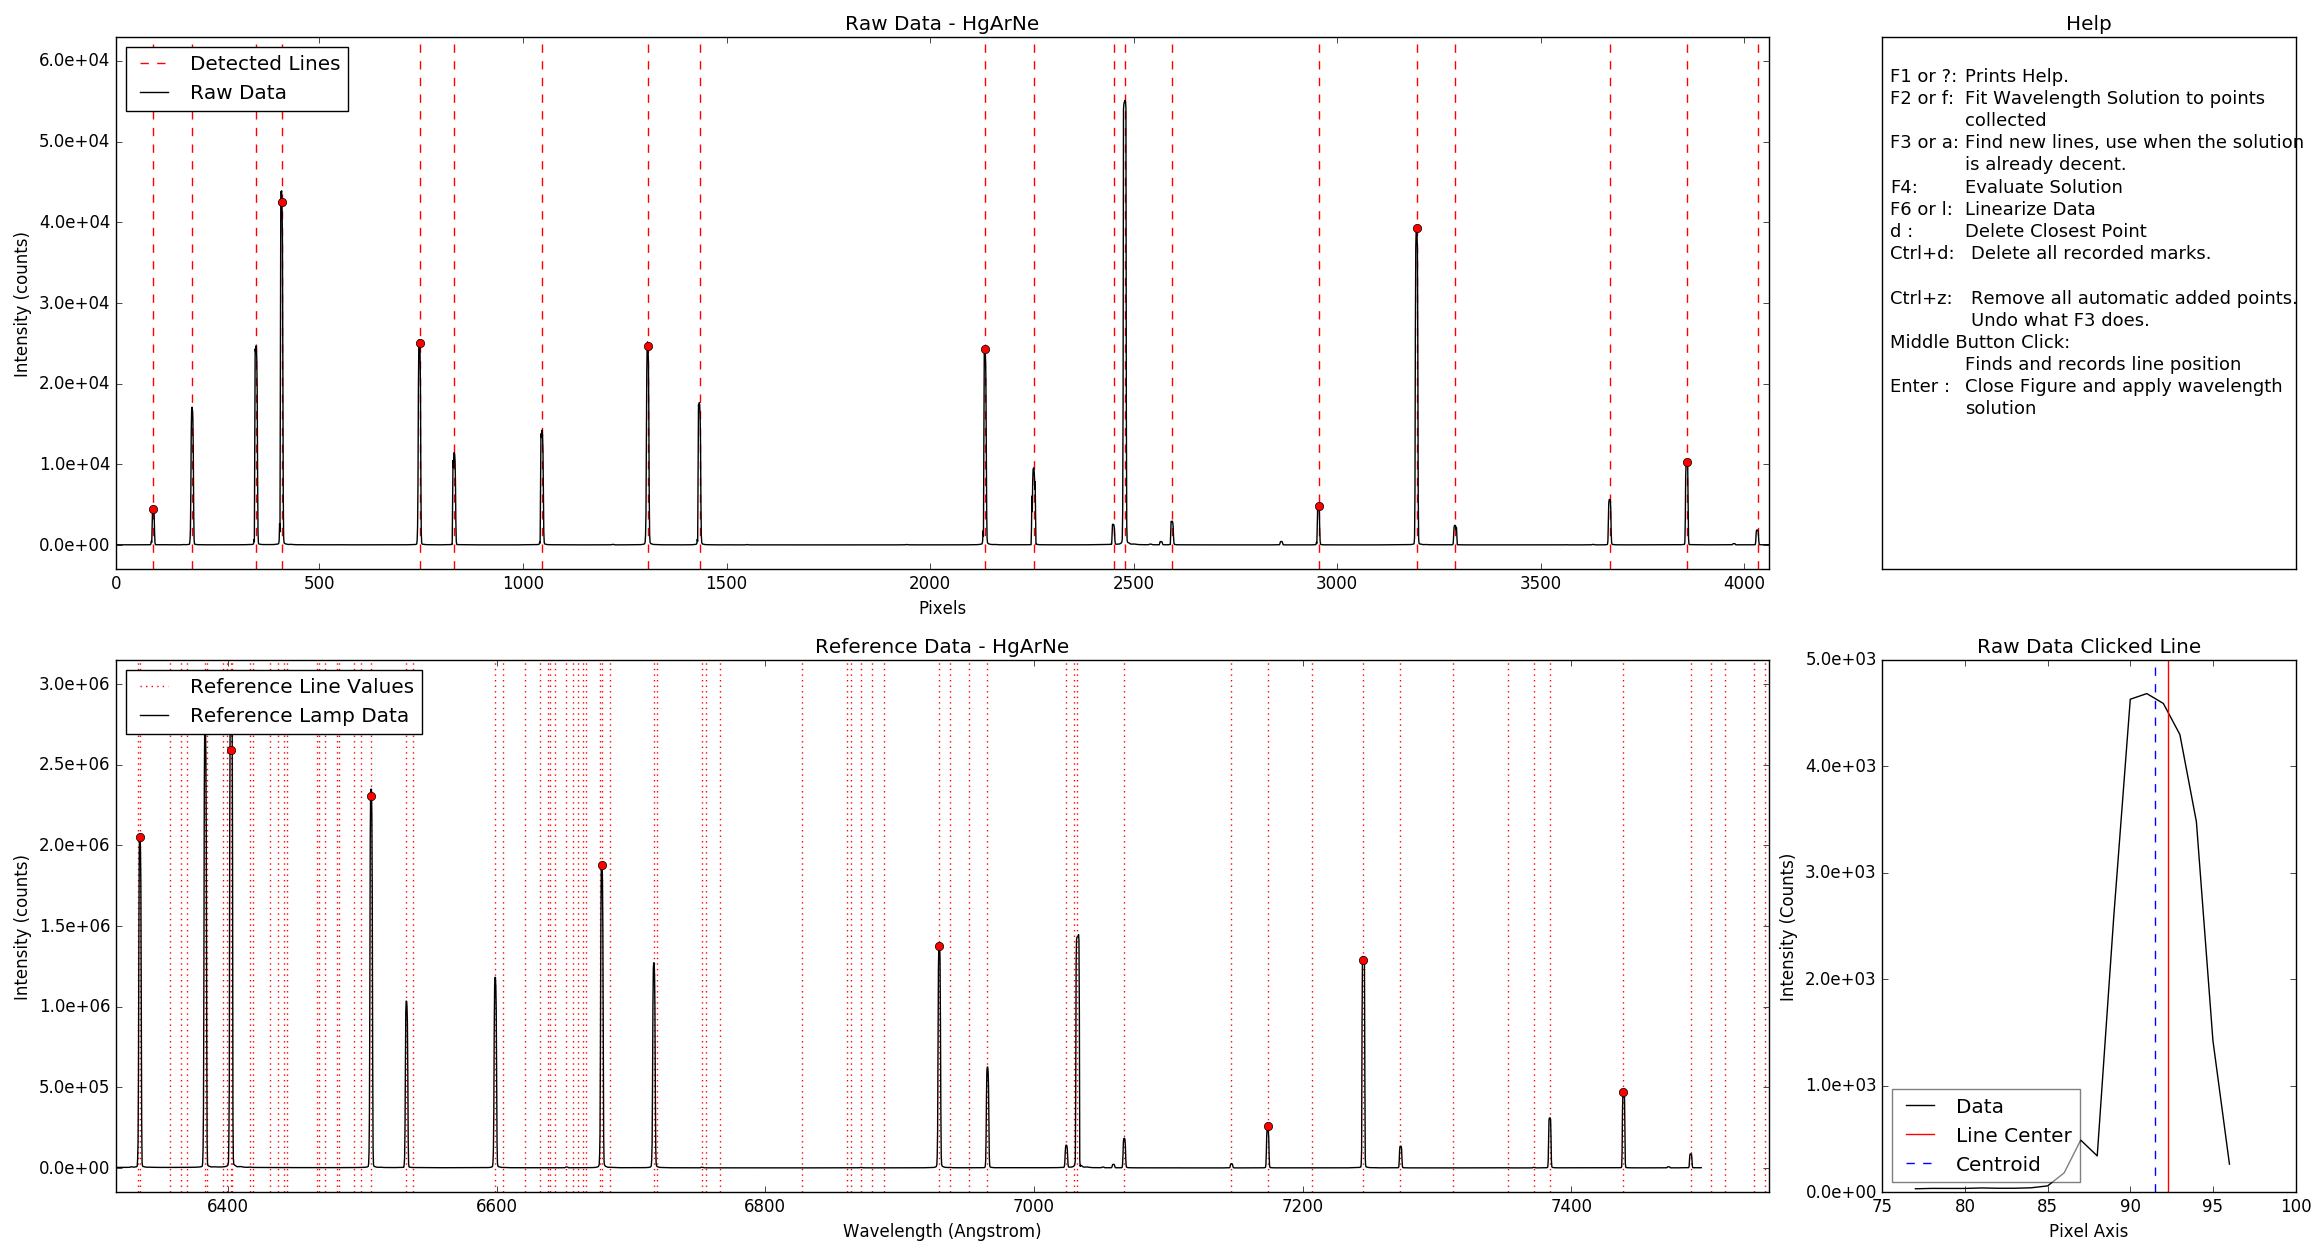 Raw Data - HgArNe
Detected Lines
Raw Data
6.0e+04
5.0e+04
4.0e+04
3.0e+04
2.0e+04
1.0e+04
0.0e+00
Intensity (counts)
0 500 1000 1500 2000 2500 3000 3500 4000
Pixels
Help
F1 or ?: Prints Help.
F2 or f: Fit Wavelength Solution to points
collected
F3 or a: Find new lines, use when the solution
is already decent.
F4: Evaluate Solution
F6 or l: Linearize Data
d : Delete Closest Point
Ctrl+d: Delete all recorded marks.
Ctrl+z: Remove all automatic added points.
Undo what F3 does.
Middle Button Click:
Finds and records line position
Enter : Close Figure and apply wavelength
solution
Reference Data - HgArNe
Reference Line Values
Reference Lamp Data
3.0e+06
2.5e+06
2.0e+06
1.5e+06
1.0e+06
5.0e+05
0.0e+00
Intensity (counts)
6400 6600 6800 7000 7200 7400
Wavelength (Angstrom)
Raw Data Clicked Line
5.0e+03
4.0e+03
3.0e+03
2.0e+03
1.0e+03
0.0e+00
Intensity (Counts)
Data
Line Center
Centroid
75 80 85 90 95 100
Pixel Axis